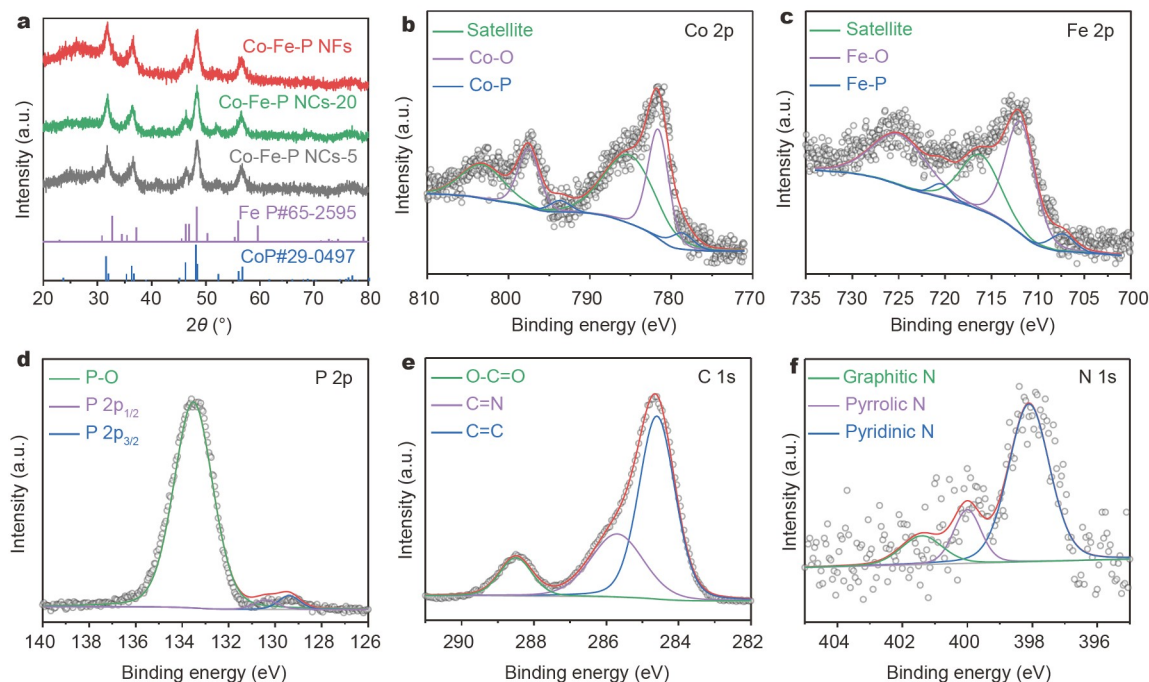 a
Co-Fe-P NFs
Co-Fe-P NCs-20
Co-Fe-P NCs-5
Fe P#65-2595
CoP#29-0497
Intensity (a.u.)
20 30 40 50 60 70 80
2θ (°)
b
Satellite
Co-O
Co-P
Co 2p
Intensity (a.u.)
810 800 790 780 770
Binding energy (eV)
c
Satellite
Fe-O
Fe-P
Fe 2p
Intensity (a.u.)
735 730 725 720 715 710 705 700
Binding energy (eV)
d
P-O
P 2p1/2
P 2p3/2
P 2p
Intensity (a.u.)
140 138 136 134 132 130 128 126
Binding energy (eV)
e
O-C=O
C=N
C=C
C 1s
Intensity (a.u.)
290 288 286 284 282
Binding energy (eV)
f
Graphitic N
Pyrrolic N
Pyridinic N
N 1s
Intensity (a.u.)
404 402 400 398 396
Binding energy (eV)